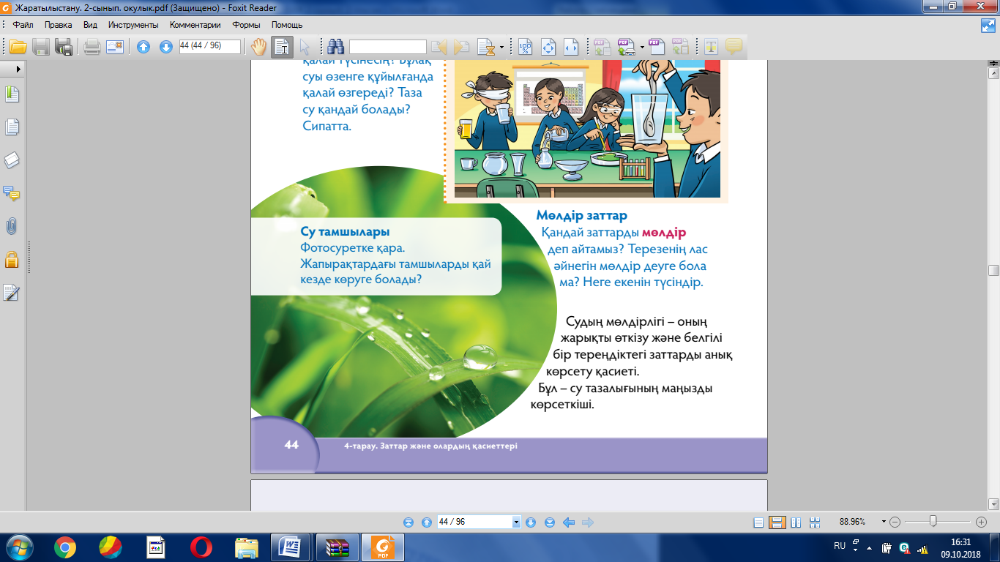 Жаратылыстану. 2-сынып. окулык.pdf (Защищено) - Foxit Reader
Файл Правка Вид Инструменты Комментарии Формы Помощь
44 (44 / 96)
қалай түсінесің? Бұлақ
суы өзенге құйылғанда
қалай өзгереді? Таза
су қандай болады?
Сипатта.
Су тамшылары
Фотосуретке қара.
Жапырақтардағы тамшыларды қай
кезде көруге болады?
Мөлдір заттар
Қандай заттарды мөлдір
деп айтамыз? Терезенің лас
әйнегін мөлдір деуге бола
ма? Неге екенін түсіндір.
Судың мөлдірлігі – оның
жарықты өткізу және белгілі
бір тереңдіктегі заттарды анық
көрсету қасиеті.
Бұл – су тазалығының маңызды
көрсеткіші.
44 4-тарау. Заттар және олардың қасиеттері
44 / 96
88.96%
RU
16:31
09.10.2018